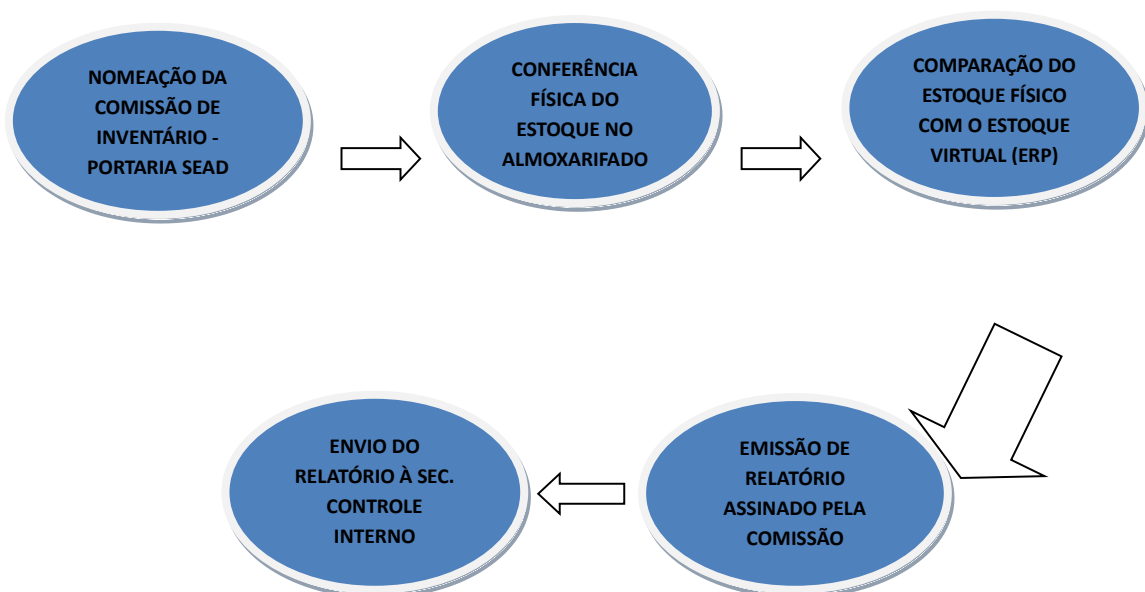 NOMEAÇÃO DA
COMISSÃO DE
INVENTÁRIO -
PORTARIA SEAD
CONFERÊNCIA
FÍSICA DO
ESTOQUE NO
ALMOXARIFADO
COMPARAÇÃO DO
ESTOQUE FÍSICO
COM O ESTOQUE
VIRTUAL (ERP)
EMISSÃO DE
RELATÓRIO
ASSINADO PELA
COMISSÃO
ENVIO DO
RELATÓRIO À SEC.
CONTROLE
INTERNO